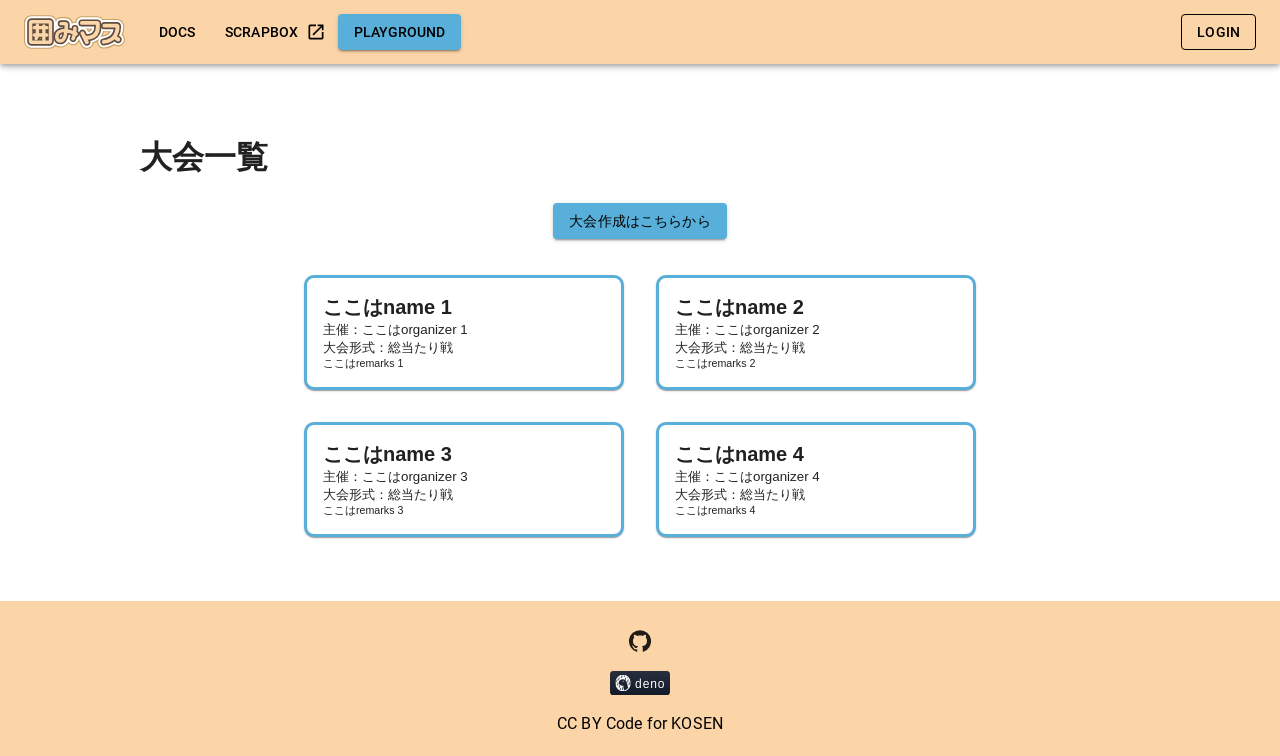 囲みマス
DOCS
SCRAPBOX
PLAYGROUND
LOGIN
大会一覧
大会作成はこちらから
ここはname 1
主催：ここはorganizer 1
大会形式：総当たり戦
ここはremarks 1
ここはname 2
主催：ここはorganizer 2
大会形式：総当たり戦
ここはremarks 2
ここはname 3
主催：ここはorganizer 3
大会形式：総当たり戦
ここはremarks 3
ここはname 4
主催：ここはorganizer 4
大会形式：総当たり戦
ここはremarks 4
deno
CC BY Code for KOSEN